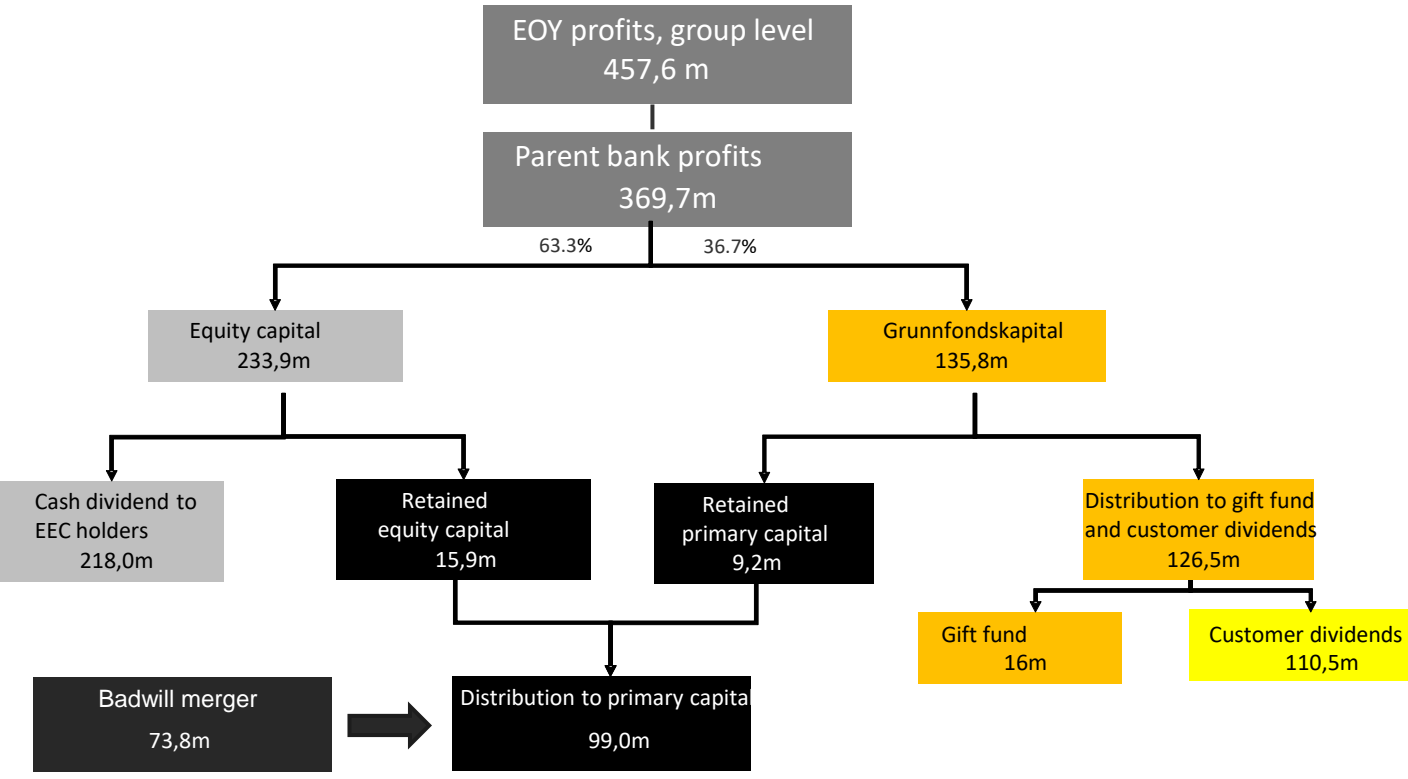 EOY profits, group level
457,6 m
Parent bank profits
369,7m
63.3%
36.7%
Equity capital
233,9m
Grunnfondskapital
135,8m
Cash dividend to
EEC holders
218,0m
Retained
equity capital
15,9m
Retained
primary capital
9,2m
Distribution to gift fund
and customer dividends
126,5m
Gift fund
16m
Customer dividends
110,5m
Badwill merger
73,8m
Distribution to primary capital
99,0m